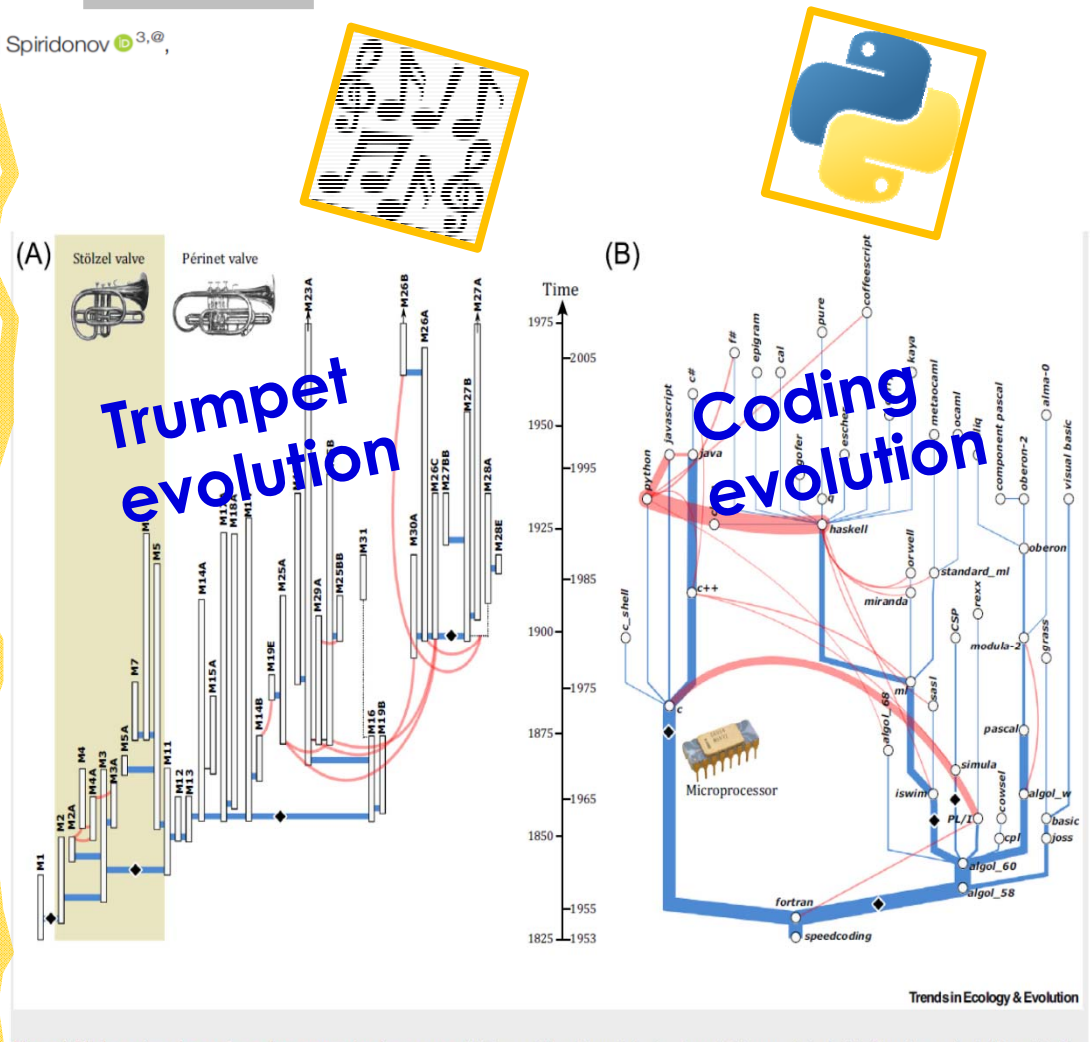 Spiridonov iD 3,@,
(A)
Stölzel valve
Périnet valve
Trumpet
evolution
M1
M2
M2A
M4
M4A
M3
M3A
M5A
M7
M5
M11
M12
M13
M14A
M15A
M18A
M14B
M19E
M25A
M23A
M29A
M25BB
M31
M16
M19B
M30A
M26B
M26A
M26C
M27BB
M27B
M27A
M28A
M28E
Time
1975
2005
1950
1995
1925
1985
1900
1975
1875
1965
1850
1955
1825
1953
(B)
Coding
evolution
coffeescript
pure
f#
epigram
cal
kaya
c#
javascript
java
python
gofer
escher
metaocaml
ocaml
component pascal
oberon-2
alma-0
visual basic
q
haskell
oberon
orwell
standard_ml
miranda
c++
c_shell
rexx
CSP
modula-2
grass
ml
sasl
c
algol_68
pascal
simula
Microprocessor
iswim
PL/I
cowsel
algol_w
basic
cpl
joss
algol_60
algol_58
fortran
speedcoding
Trends in Ecology & Evolution